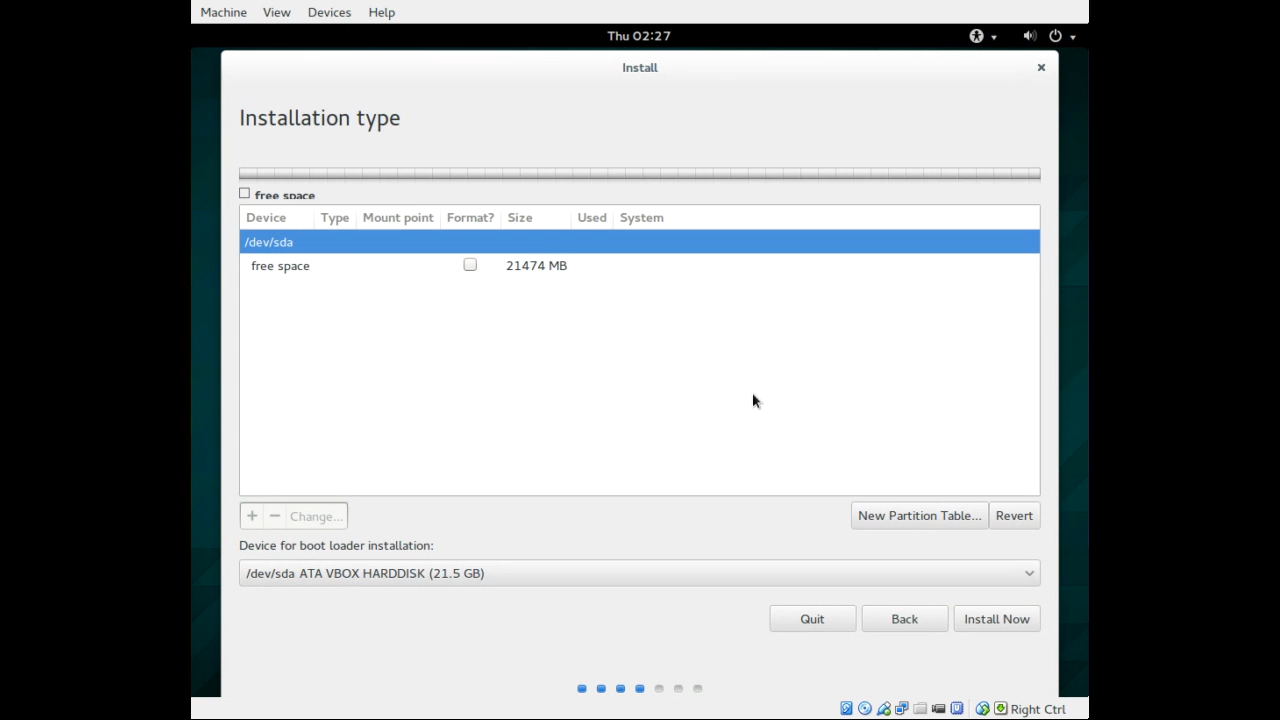 Machine View Devices Help
Thu 02:27
Install
Installation type
free space
Device Type Mount point Format? Size Used System
/dev/sda
free space 21474 MB
+ − Change... New Partition Table... Revert
Device for boot loader installation:
/dev/sda ATA VBOX HARDDISK (21.5 GB)
Quit Back Install Now
Right Ctrl